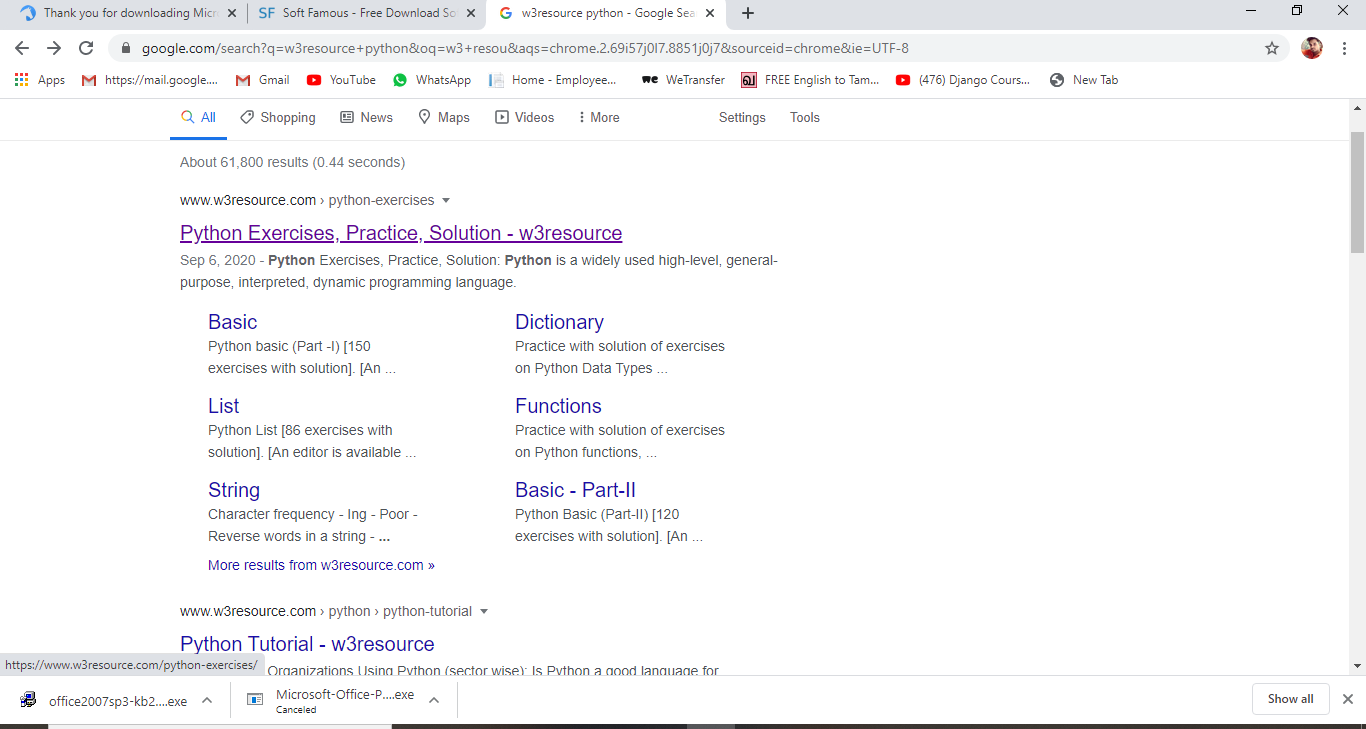 Thank you for downloading Micr
SF Soft Famous - Free Download So
w3resource python - Google Sea
google.com/search?q=w3resource+python&oq=w3+resou&aqs=chrome.2.69i57j0l7.8851j0j7&sourceid=chrome&ie=UTF-8
Apps
https://mail.google....
Gmail
YouTube
WhatsApp
Home - Employee...
we WeTransfer
FREE English to Tam...
(476) Django Cours...
New Tab
All Shopping News Maps Videos More Settings Tools
About 61,800 results (0.44 seconds)
www.w3resource.com › python-exercises
Python Exercises, Practice, Solution - w3resource
Sep 6, 2020 - Python Exercises, Practice, Solution: Python is a widely used high-level, general-
purpose, interpreted, dynamic programming language.
Basic
Python basic (Part -I) [150
exercises with solution]. [An ...
Dictionary
Practice with solution of exercises
on Python Data Types ...
List
Python List [86 exercises with
solution]. [An editor is available ...
Functions
Practice with solution of exercises
on Python functions, ...
String
Character frequency - Ing - Poor -
Reverse words in a string - ...
Basic - Part-II
Python Basic (Part-II) [120
exercises with solution]. [An ...
More results from w3resource.com »
www.w3resource.com › python › python-tutorial
Python Tutorial - w3resource
Organizations Using Python (sector wise): Is Python a good language for
https://www.w3resource.com/python-exercises/
office2007sp3-kb2....exe
Microsoft-Office-P....exe
Canceled
Show all